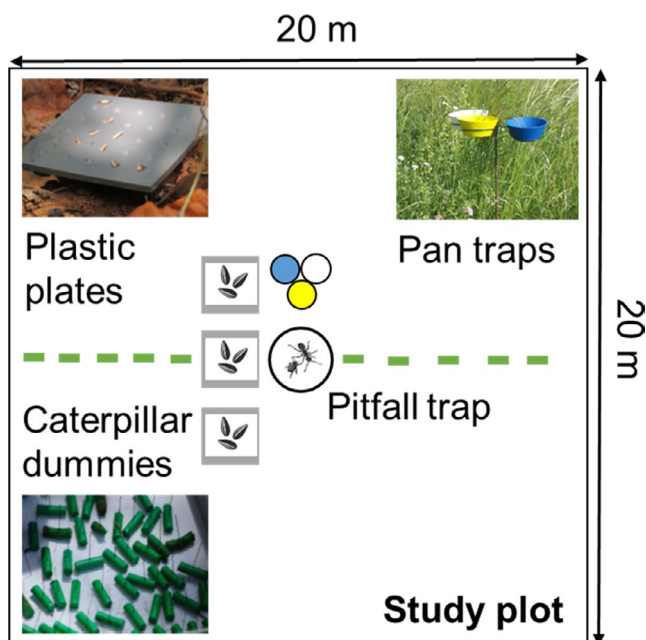 20 m
Plastic
plates
Pan traps
20 m
Pitfall trap
Caterpillar
dummies
Study plot